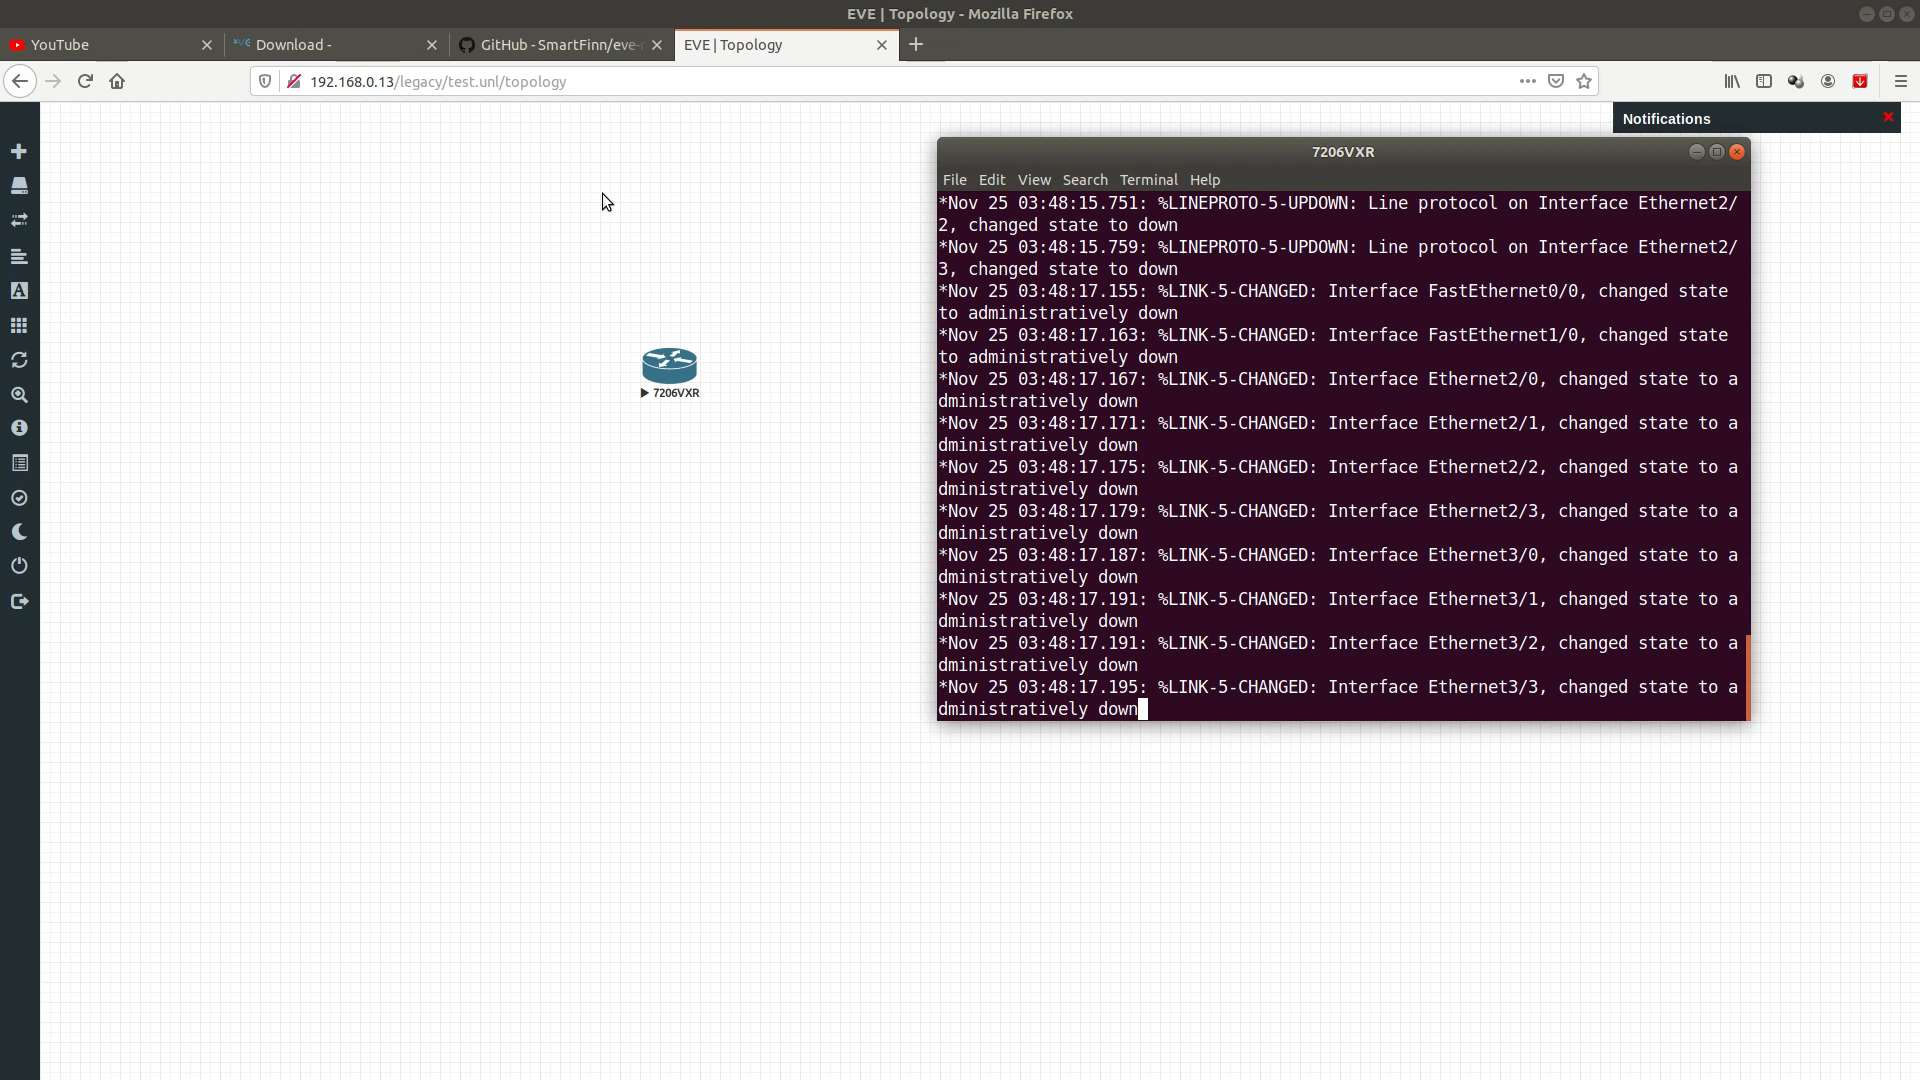 EVE | Topology - Mozilla Firefox
YouTube
Download -
GitHub - SmartFinn/eve-
EVE | Topology
192.168.0.13/legacy/test.unl/topology
Notifications
7206VXR
File Edit View Search Terminal Help
*Nov 25 03:48:15.751: %LINEPROTO-5-UPDOWN: Line protocol on Interface Ethernet2/
2, changed state to down
*Nov 25 03:48:15.759: %LINEPROTO-5-UPDOWN: Line protocol on Interface Ethernet2/
3, changed state to down
*Nov 25 03:48:17.155: %LINK-5-CHANGED: Interface FastEthernet0/0, changed state
to administratively down
*Nov 25 03:48:17.163: %LINK-5-CHANGED: Interface FastEthernet1/0, changed state
to administratively down
*Nov 25 03:48:17.167: %LINK-5-CHANGED: Interface Ethernet2/0, changed state to a
dministratively down
*Nov 25 03:48:17.171: %LINK-5-CHANGED: Interface Ethernet2/1, changed state to a
dministratively down
*Nov 25 03:48:17.175: %LINK-5-CHANGED: Interface Ethernet2/2, changed state to a
dministratively down
*Nov 25 03:48:17.179: %LINK-5-CHANGED: Interface Ethernet2/3, changed state to a
dministratively down
*Nov 25 03:48:17.187: %LINK-5-CHANGED: Interface Ethernet3/0, changed state to a
dministratively down
*Nov 25 03:48:17.191: %LINK-5-CHANGED: Interface Ethernet3/1, changed state to a
dministratively down
*Nov 25 03:48:17.191: %LINK-5-CHANGED: Interface Ethernet3/2, changed state to a
dministratively down
*Nov 25 03:48:17.195: %LINK-5-CHANGED: Interface Ethernet3/3, changed state to a
dministratively down
7206VXR